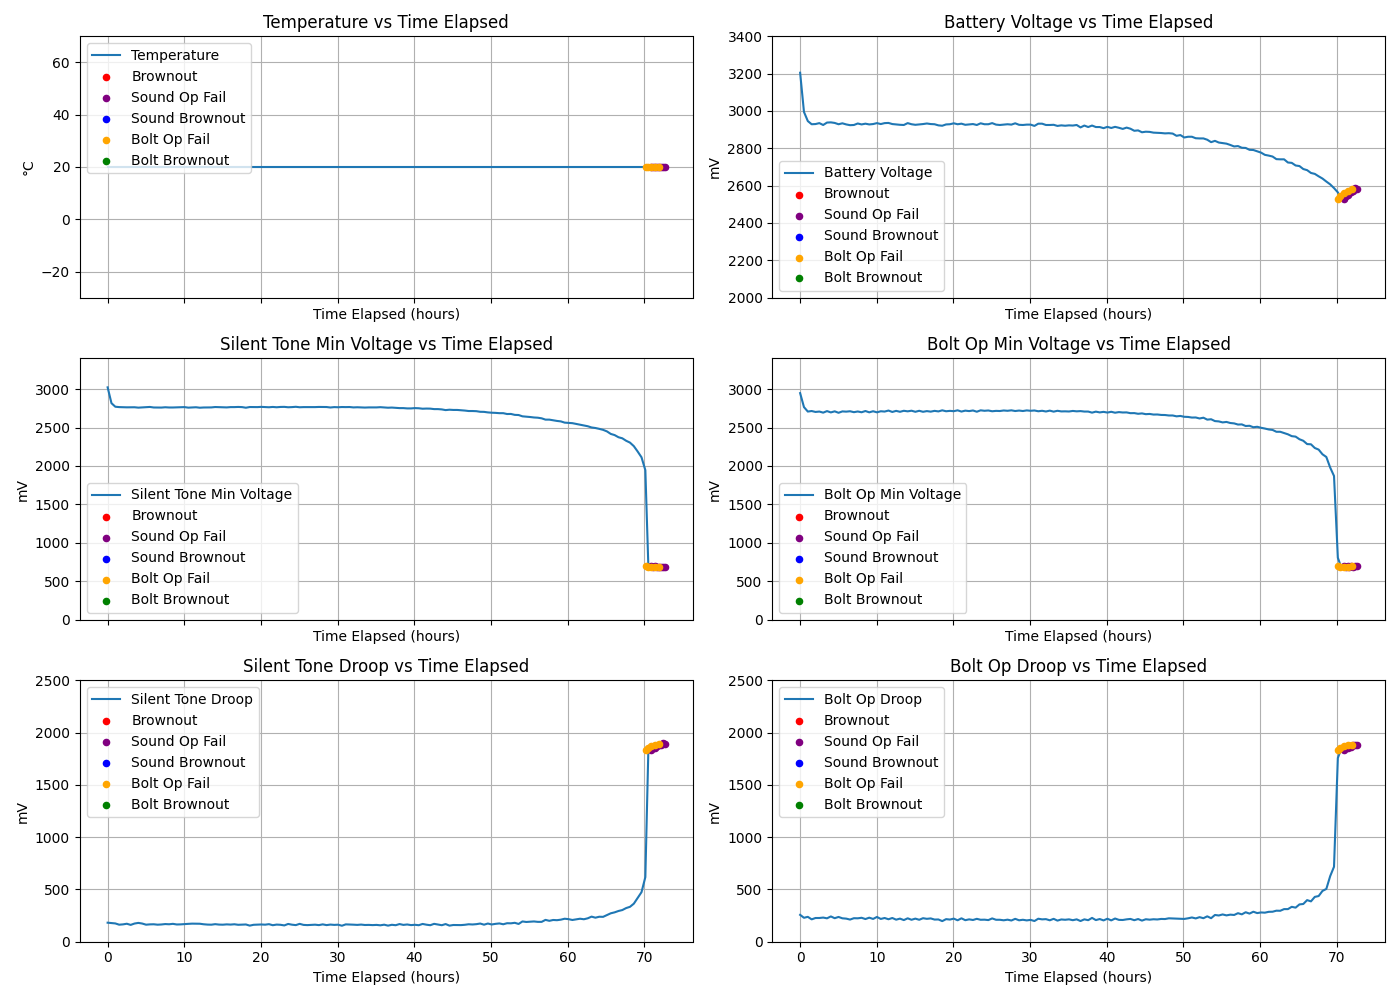 Temperature vs Time Elapsed
°C
60
40
20
0
−20
Temperature
Brownout
Sound Op Fail
Sound Brownout
Bolt Op Fail
Bolt Brownout
Time Elapsed (hours)
Battery Voltage vs Time Elapsed
mV
3400
3200
3000
2800
2600
2400
2200
2000
Battery Voltage
Brownout
Sound Op Fail
Sound Brownout
Bolt Op Fail
Bolt Brownout
Time Elapsed (hours)
Silent Tone Min Voltage vs Time Elapsed
mV
3000
2500
2000
1500
1000
500
0
Silent Tone Min Voltage
Brownout
Sound Op Fail
Sound Brownout
Bolt Op Fail
Bolt Brownout
Time Elapsed (hours)
Bolt Op Min Voltage vs Time Elapsed
mV
3000
2500
2000
1500
1000
500
0
Bolt Op Min Voltage
Brownout
Sound Op Fail
Sound Brownout
Bolt Op Fail
Bolt Brownout
Time Elapsed (hours)
Silent Tone Droop vs Time Elapsed
mV
2500
2000
1500
1000
500
0
Silent Tone Droop
Brownout
Sound Op Fail
Sound Brownout
Bolt Op Fail
Bolt Brownout
0 10 20 30 40 50 60 70
Time Elapsed (hours)
Bolt Op Droop vs Time Elapsed
mV
2500
2000
1500
1000
500
0
Bolt Op Droop
Brownout
Sound Op Fail
Sound Brownout
Bolt Op Fail
Bolt Brownout
0 10 20 30 40 50 60 70
Time Elapsed (hours)